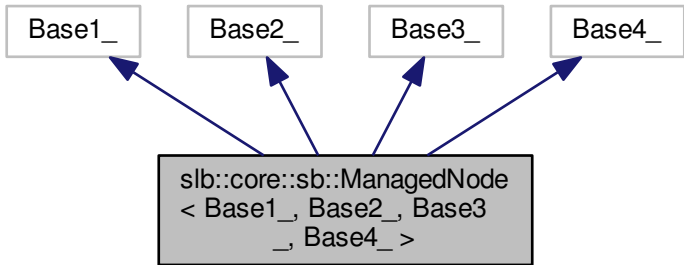 Base1_ Base2_ Base3_ Base4_
slb::core::sb::ManagedNode
< Base1_, Base2_, Base3
_, Base4_ >